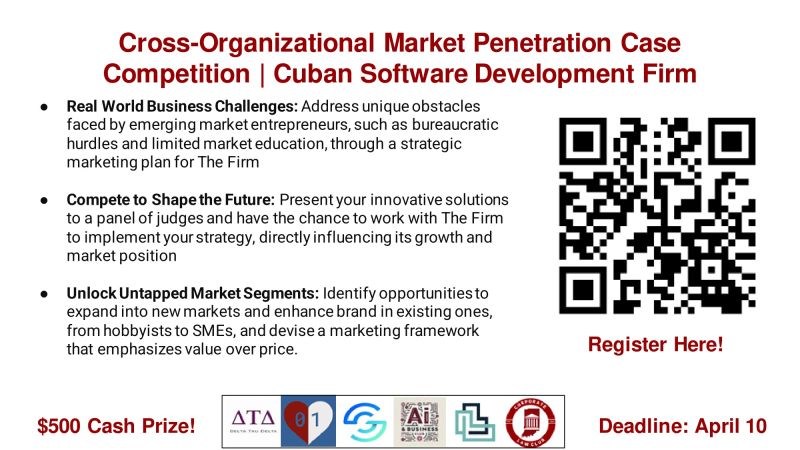 Cross-Organizational Market Penetration Case
Competition | Cuban Software Development Firm
● Real World Business Challenges: Address unique obstacles
faced by emerging market entrepreneurs, such as bureaucratic
hurdles and limited market education, through a strategic
marketing plan for The Firm
● Compete to Shape the Future: Present your innovative solutions
to a panel of judges and have the chance to work with The Firm
to implement your strategy, directly influencing its growth and
market position
● Unlock Untapped Market Segments: Identify opportunities to
expand into new markets and enhance brand in existing ones,
from hobbyists to SMEs, and devise a marketing framework
that emphasizes value over price.
Register Here!
$500 Cash Prize!
ΔΤΔ
DELTA TAU DELTA
01
Ai
& BUSINESS
CORPORATE
LAW CLUB
Deadline: April 10